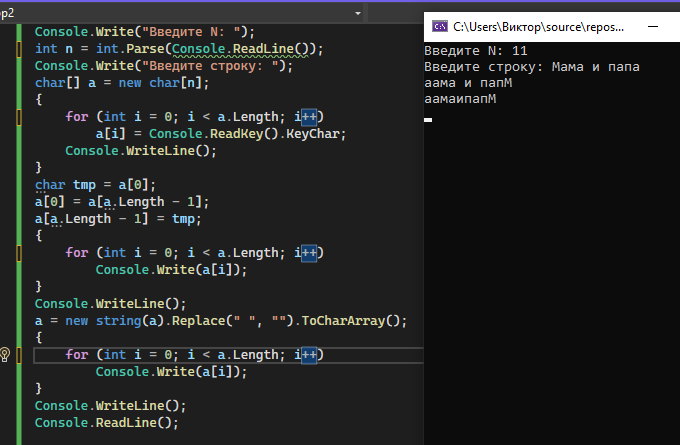 op2
Console.Write("Введите N: ");
int n = int.Parse(Console.ReadLine());
Console.Write("Введите строку: ");
char[] a = new char[n];
{
    for (int i = 0; i < a.Length; i++)
        a[i] = Console.ReadKey().KeyChar;
    Console.WriteLine();
}
char tmp = a[0];
a[0] = a[a.Length - 1];
a[a.Length - 1] = tmp;
{
    for (int i = 0; i < a.Length; i++)
        Console.Write(a[i]);
}
Console.WriteLine();
a = new string(a).Replace(" ", "").ToCharArray();
{
    for (int i = 0; i < a.Length; i++)
        Console.Write(a[i]);
}
Console.WriteLine();
Console.ReadLine();
C:\Users\Виктор\source\repos...
Введите N: 11
Введите строку: Мама и папа
аама и папМ
аамаипапМ